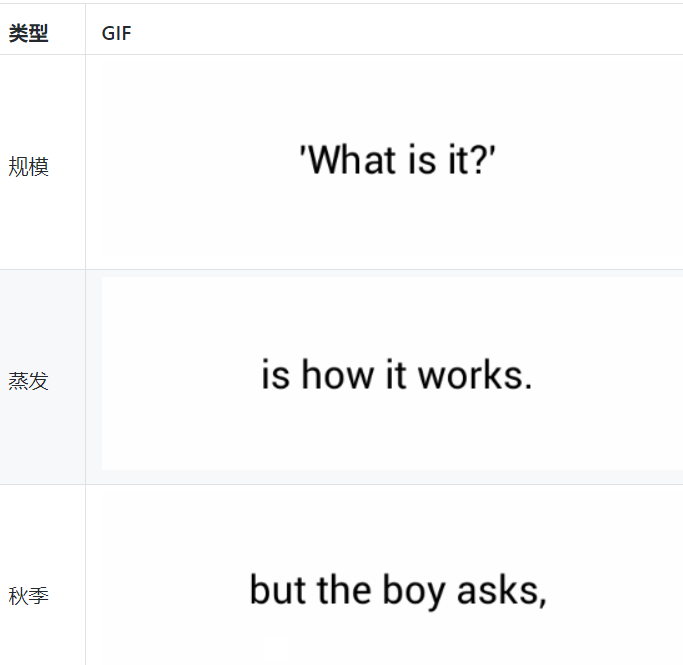 类型 GIF
规模 'What is it?'
蒸发 is how it works.
秋季 but the boy asks,